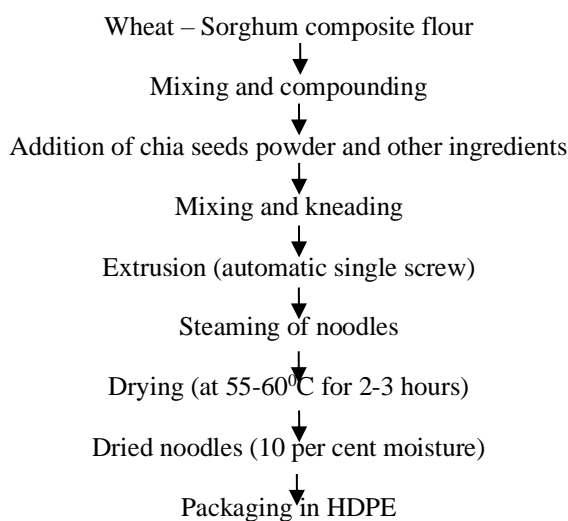 Wheat – Sorghum composite flour
Mixing and compounding
Addition of chia seeds powder and other ingredients
Mixing and kneading
Extrusion (automatic single screw)
Steaming of noodles
Drying (at 55-60⁰C for 2-3 hours)
Dried noodles (10 per cent moisture)
Packaging in HDPE